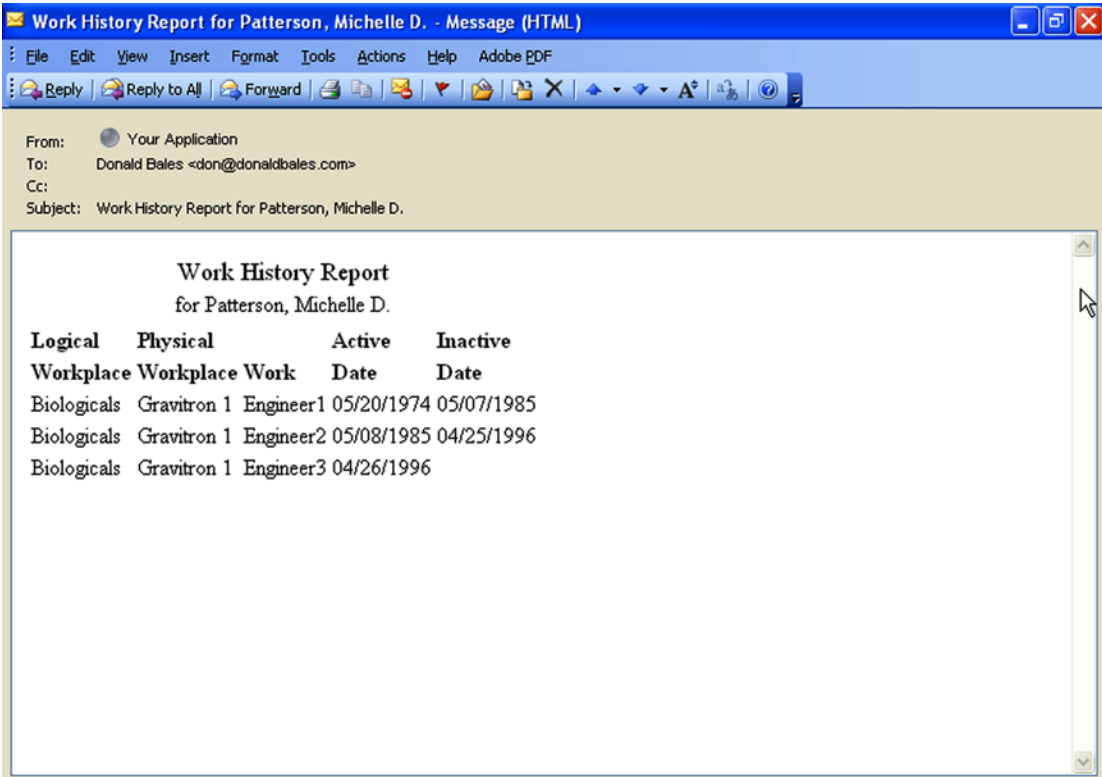 Work History Report for Patterson, Michelle D. - Message (HTML)
File Edit View Insert Format Tools Actions Help Adobe PDF
Reply Reply to All Forward
From: Your Application
To: Donald Bales <don@donaldbales.com>
Cc:
Subject: Work History Report for Patterson, Michelle D.
Work History Report
for Patterson, Michelle D.
Logical Physical Active Inactive
Workplace Workplace Work Date Date
Biologicals Gravitron 1 Engineer1 05/20/1974 05/07/1985
Biologicals Gravitron 1 Engineer2 05/08/1985 04/25/1996
Biologicals Gravitron 1 Engineer3 04/26/1996